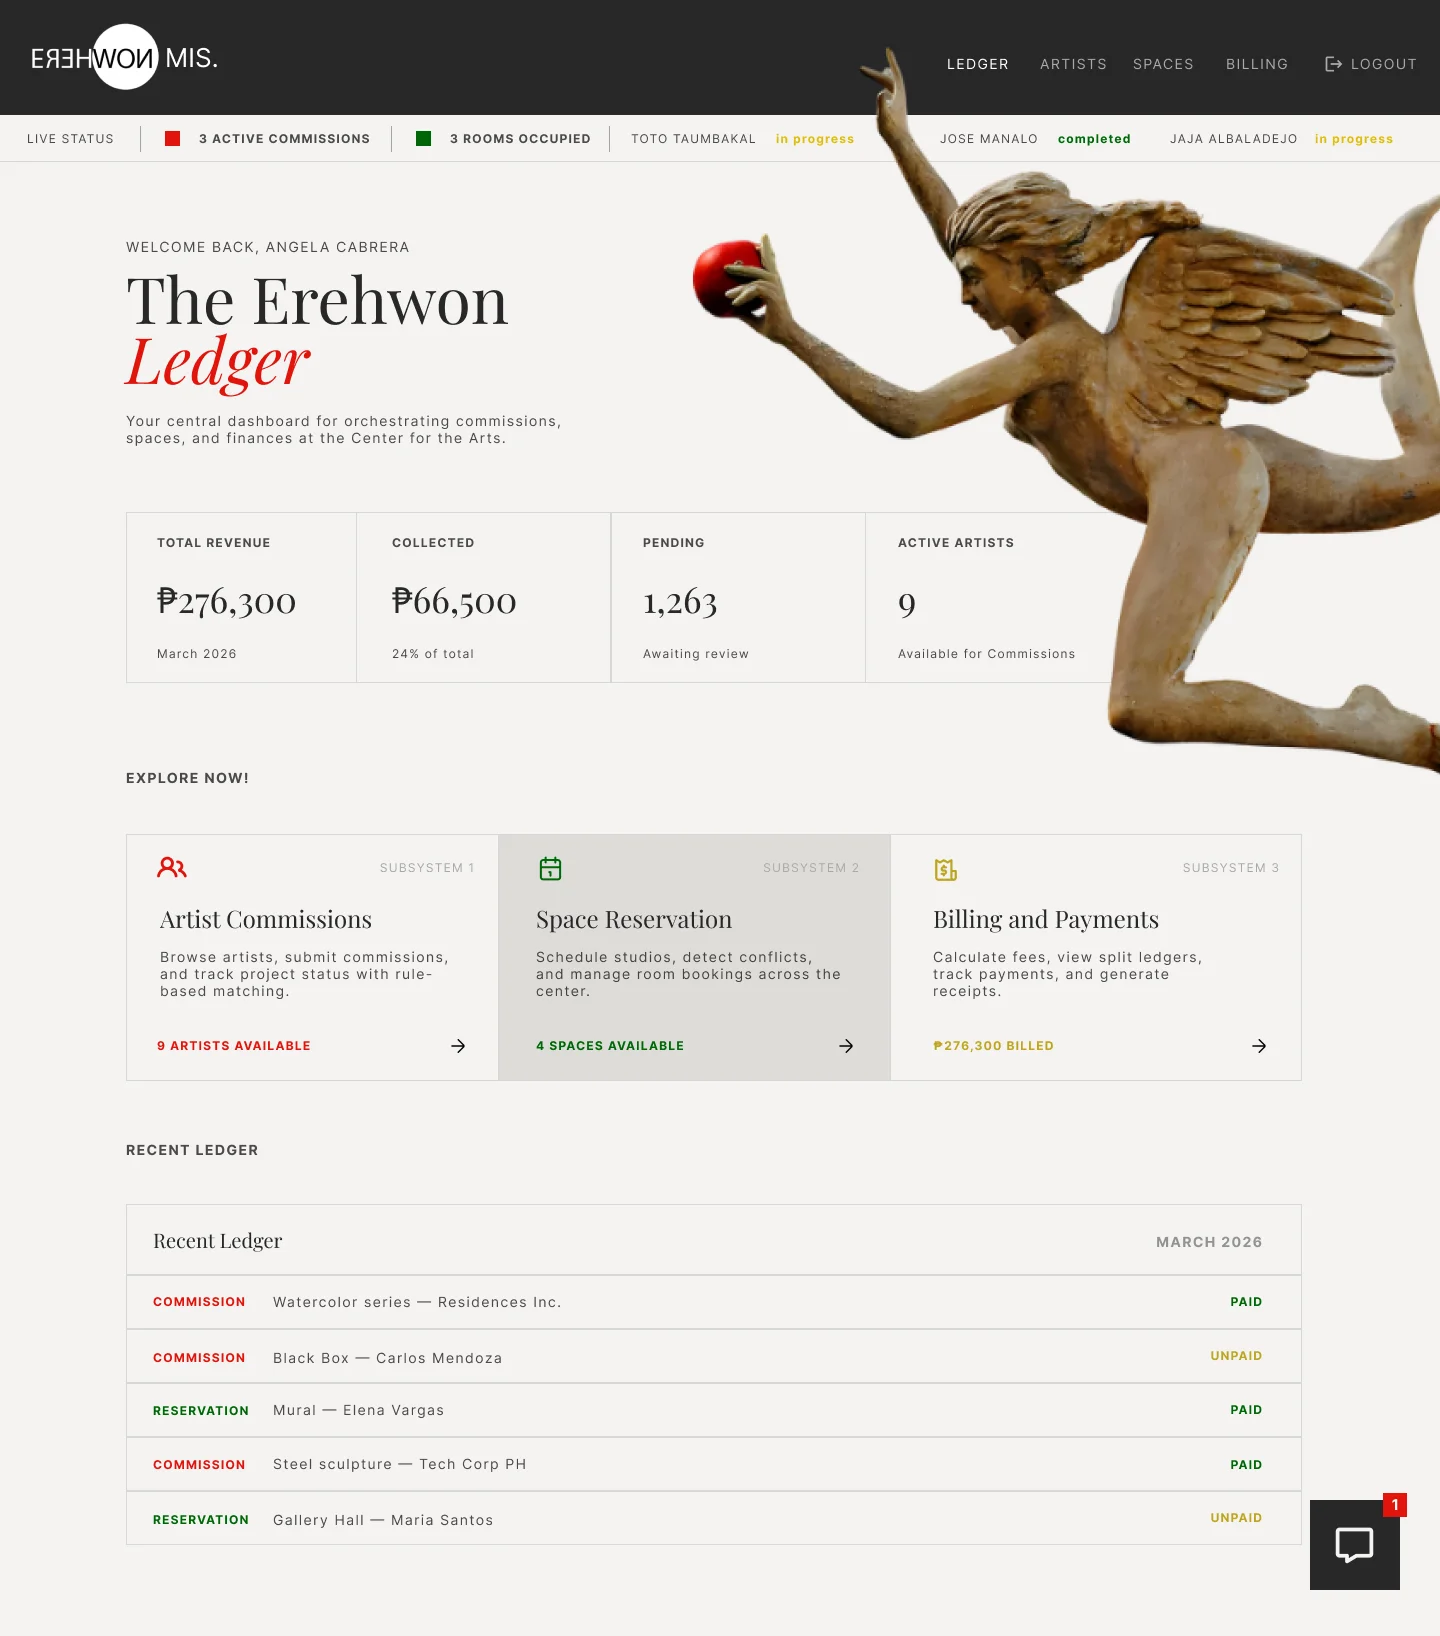 EREHWON MIS.
LEDGER ARTISTS SPACES BILLING LOGOUT
LIVE STATUS 3 ACTIVE COMMISSIONS 3 ROOMS OCCUPIED TOTO TAUMBAKAL in progress JOSE MANALO completed JAJA ALBALADEJO in progress
WELCOME BACK, ANGELA CABRERA
The Erehwon
Ledger
Your central dashboard for orchestrating commissions,
spaces, and finances at the Center for the Arts.
TOTAL REVENUE
₱276,300
March 2026
COLLECTED
₱66,500
24% of total
PENDING
1,263
Awaiting review
ACTIVE ARTISTS
9
Available for Commissions
EXPLORE NOW!
SUBSYSTEM 1
Artist Commissions
Browse artists, submit commissions,
and track project status with rule-
based matching.
9 ARTISTS AVAILABLE
SUBSYSTEM 2
Space Reservation
Schedule studios, detect conflicts,
and manage room bookings across the
center.
4 SPACES AVAILABLE
SUBSYSTEM 3
Billing and Payments
Calculate fees, view split ledgers,
track payments, and generate
receipts.
₱276,300 BILLED
RECENT LEDGER
Recent Ledger MARCH 2026
COMMISSION Watercolor series — Residences Inc. PAID
COMMISSION Black Box — Carlos Mendoza UNPAID
RESERVATION Mural — Elena Vargas PAID
COMMISSION Steel sculpture — Tech Corp PH PAID
RESERVATION Gallery Hall — Maria Santos UNPAID
1